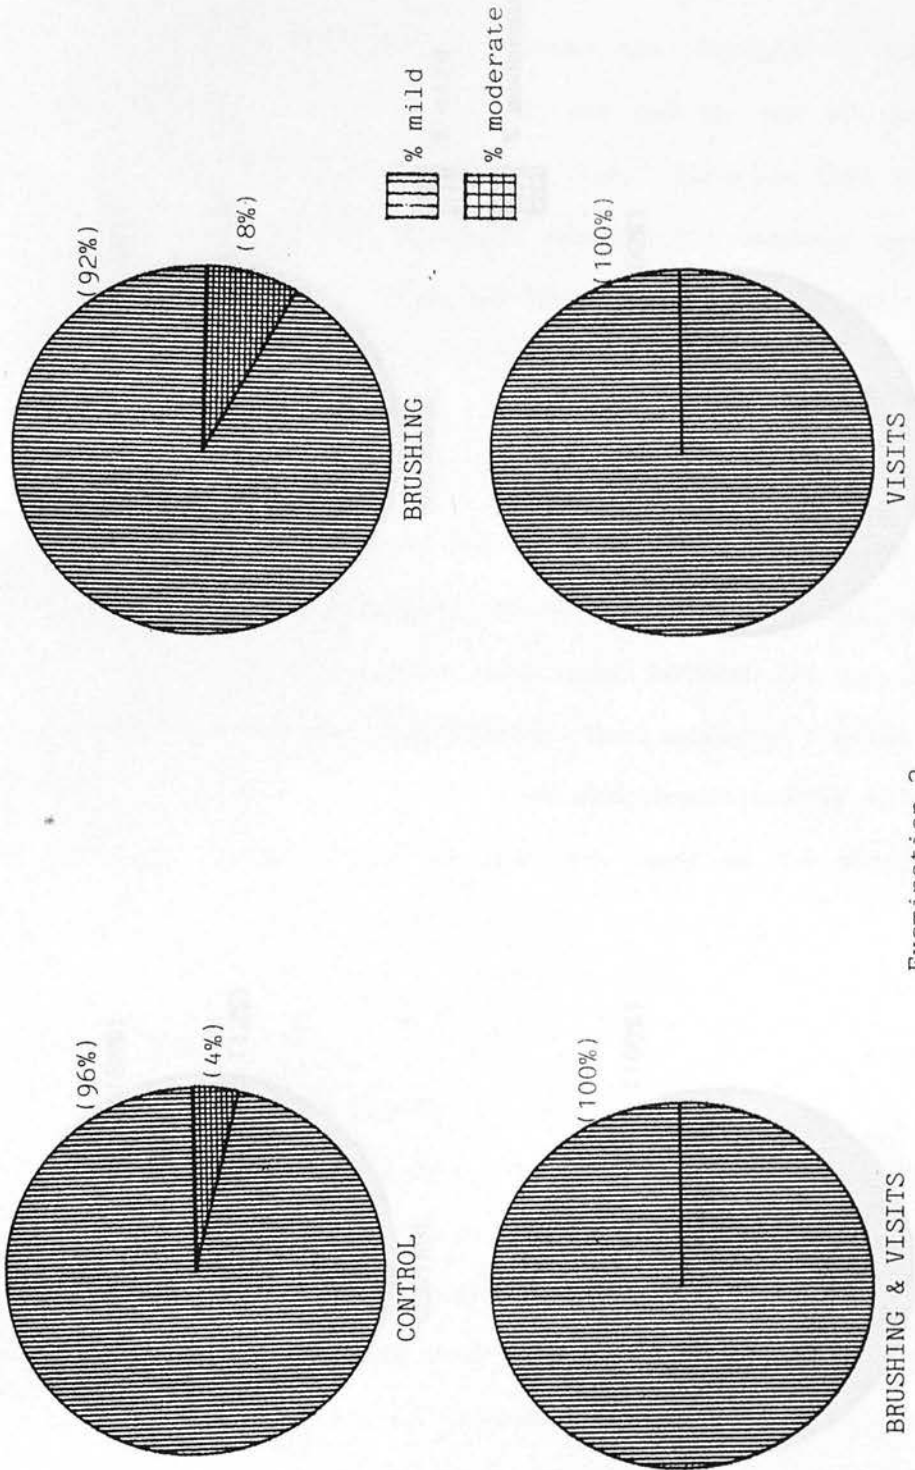 (96%)
(4%)
CONTROL
(92%)
(8%)
BRUSHING
% mild
% moderate
(100%)
BRUSHING & VISITS
(100%)
VISITS